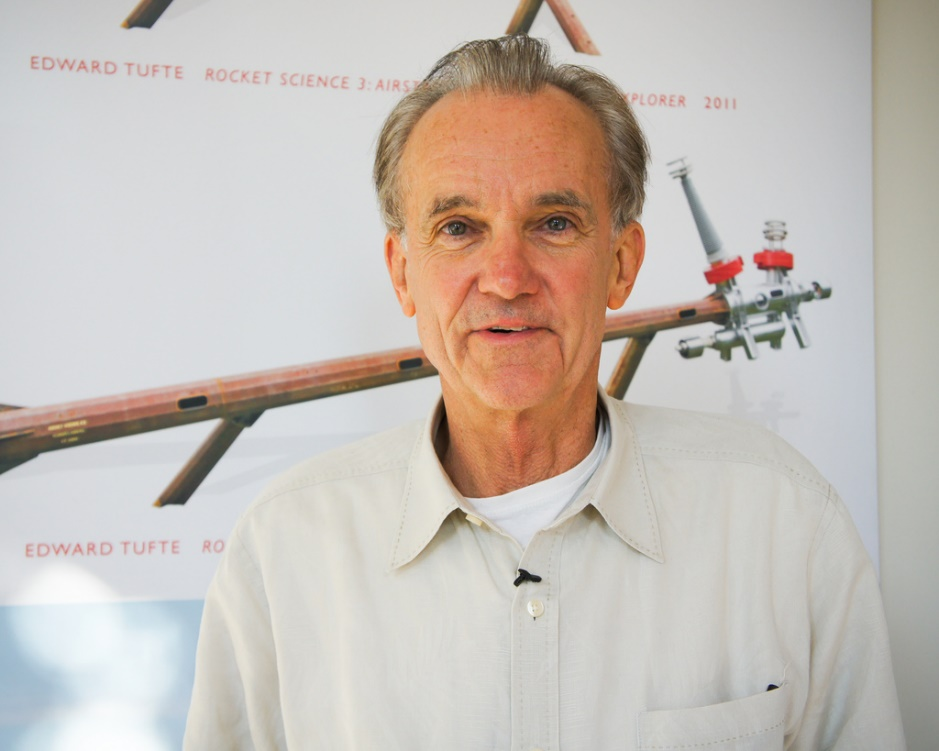 EDWARD TUFTE ROCKET SCIENCE 3: AIRST
XPLORER 2011
EDWARD TUFTE RO